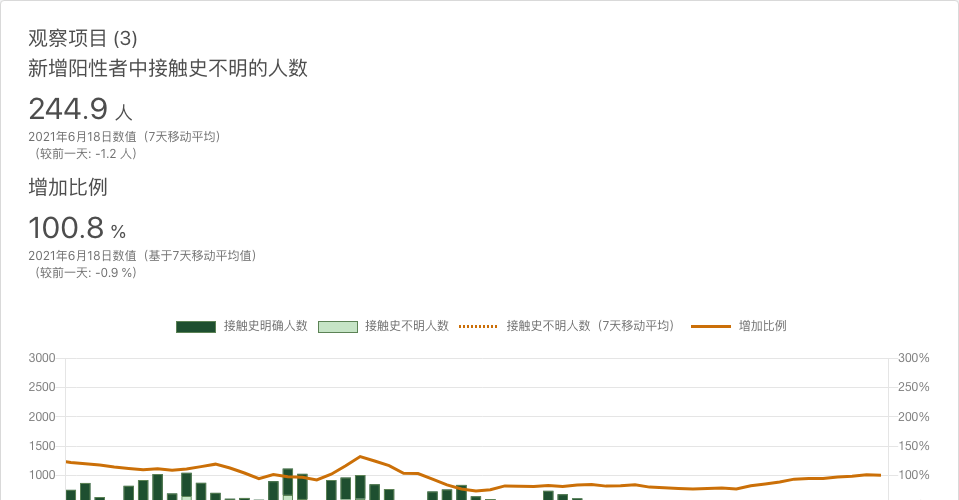 观察项目 (3)
新增阳性者中接触史不明的人数
244.9 人
2021年6月18日数值（7天移动平均）
（较前一天: -1.2 人）
增加比例
100.8 %
2021年6月18日数值（基于7天移动平均值）
（较前一天: -0.9 %）
接触史明确人数 接触史不明人数 接触史不明人数（7天移动平均） 增加比例
3000 300%
2500 250%
2000 200%
1500 150%
1000 100%